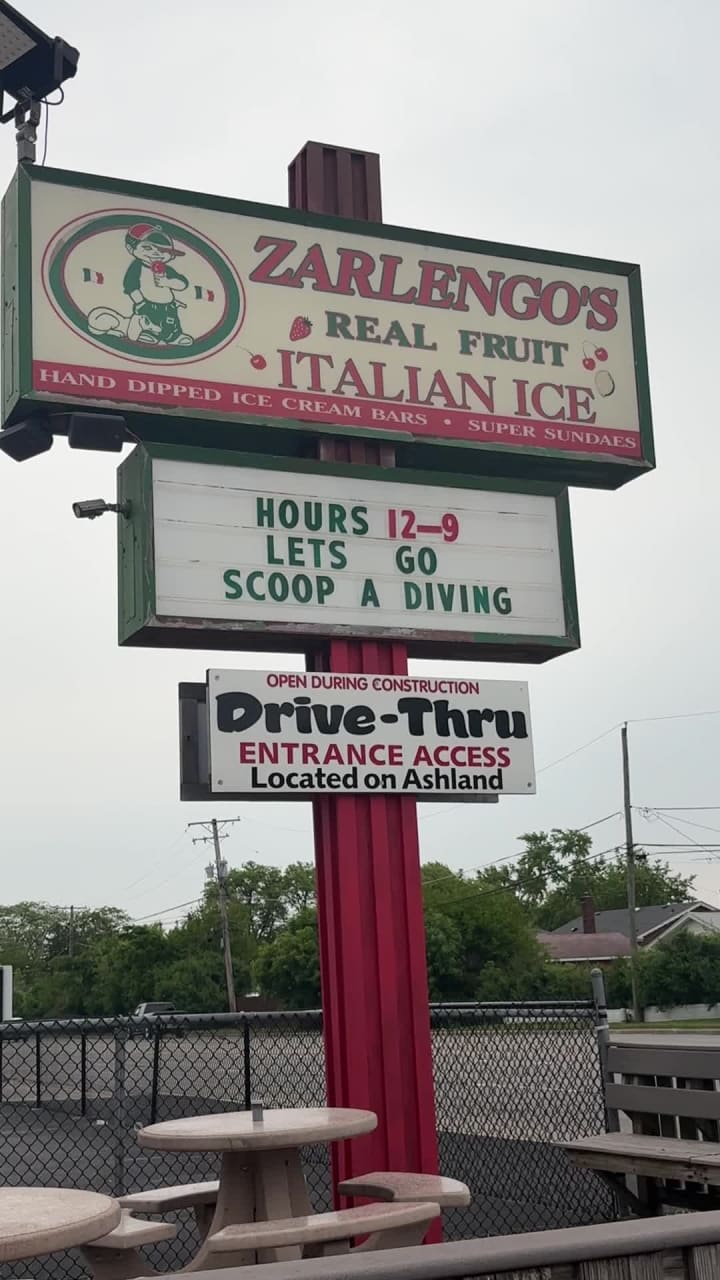 ZARLENGO'S
REAL FRUIT
ITALIAN ICE
HAND DIPPED ICE CREAM BARS • SUPER SUNDAES
HOURS 12–9
LETS GO
SCOOP A DIVING
OPEN DURING CONSTRUCTION
Drive-Thru
ENTRANCE ACCESS
Located on Ashland